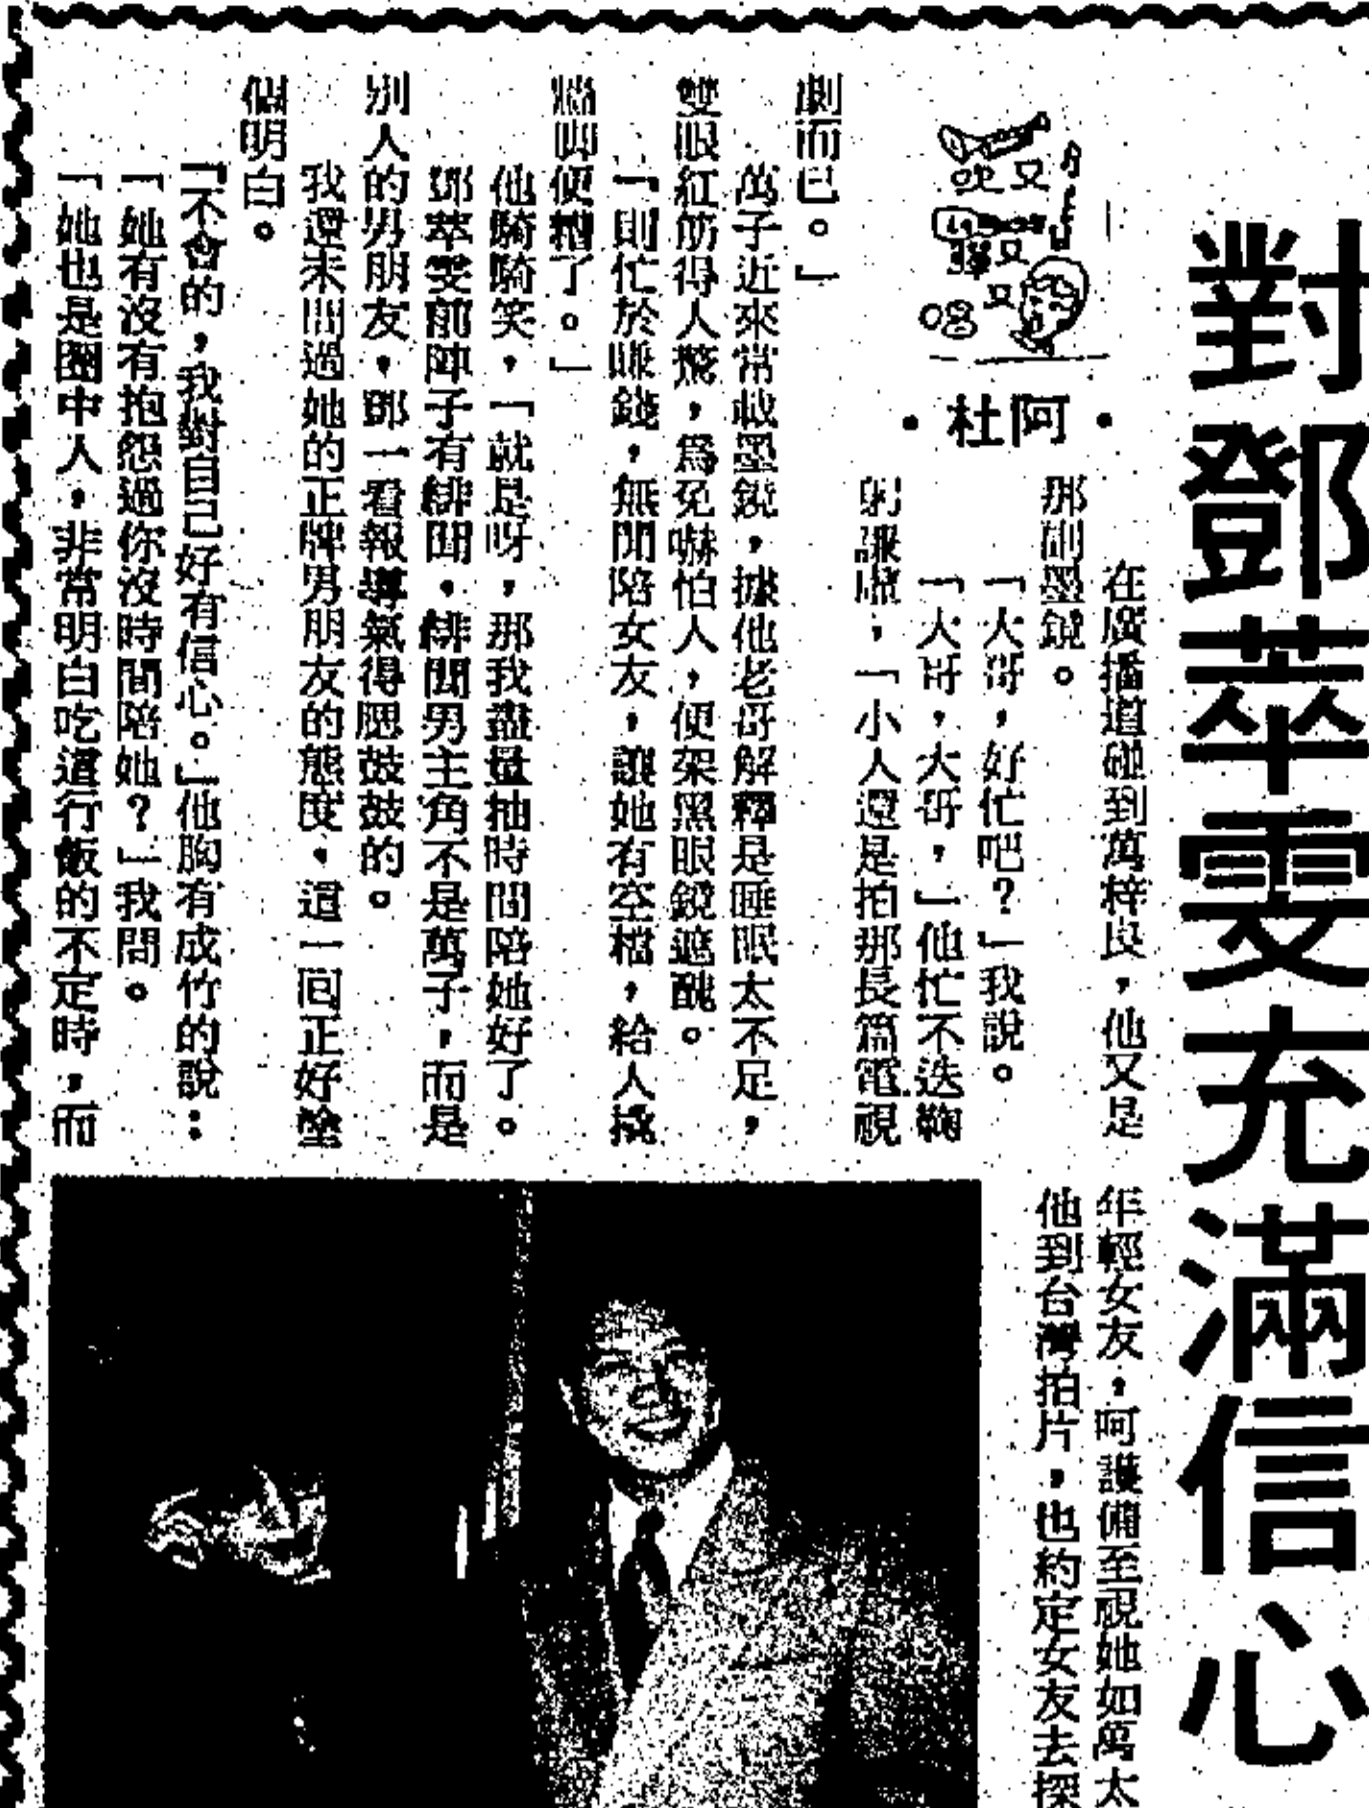 對鄧萃雯充滿信心
又吹
又彈
又唱
•杜阿•
在廣播道碰到萬梓良，他又是
那副墨鏡。
「大哥，好忙吧？」我說。
「大哥，大哥，」他忙不迭鞠
躬謙虛，「小人還是拍那長篇電視
劇而已。」
萬子近來常戴墨鏡，據他老哥解釋是睡眠太不足，
雙眼紅筋得人驚，為免嚇怕人，便架黑眼鏡遮醜。
「則忙於賺錢，無閒陪女友，讓她有空檔，給人撬
牆脚便糟了。」
他騎騎笑，「就是呀，那我盡量抽時間陪她好了。
鄧萃雯前陣子有緋聞，緋聞男主角不是萬子，而是
別人的男朋友，鄧一看報導氣得腮鼓鼓的。
我還未問過她的正牌男朋友的態度，這一回正好塗
個明白。
「不會的，我對自己好有信心。」他胸有成竹的說：
「她有沒有抱怨過你沒時間陪她？」我問。
「她也是圈中人，非常明白吃這行飯的不定時，而
年輕女友，呵護備至視她如萬太
他到台灣拍片，也約定女友去探